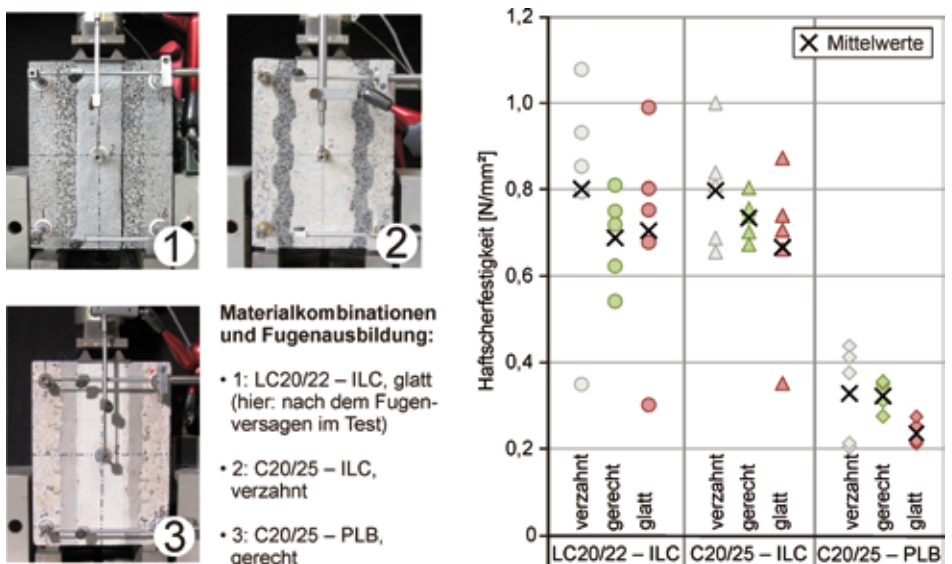 1
2
3
Materialkombinationen
und Fugenausbildung:
• 1: LC20/22 – ILC, glatt
(hier: nach dem Fugen-
versagen im Test)
• 2: C20/25 – ILC,
verzahnt
• 3: C20/25 – PLB,
gerecht
Haftscherfestigkeit [N/mm²]
1,2
1,0
0,8
0,6
0,4
0,2
0
Mittelwerte
verzahnt
gerecht
glatt
verzahnt
gerecht
glatt
verzahnt
gerecht
glatt
LC20/22 – ILC
C20/25 – ILC
C20/25 – PLB